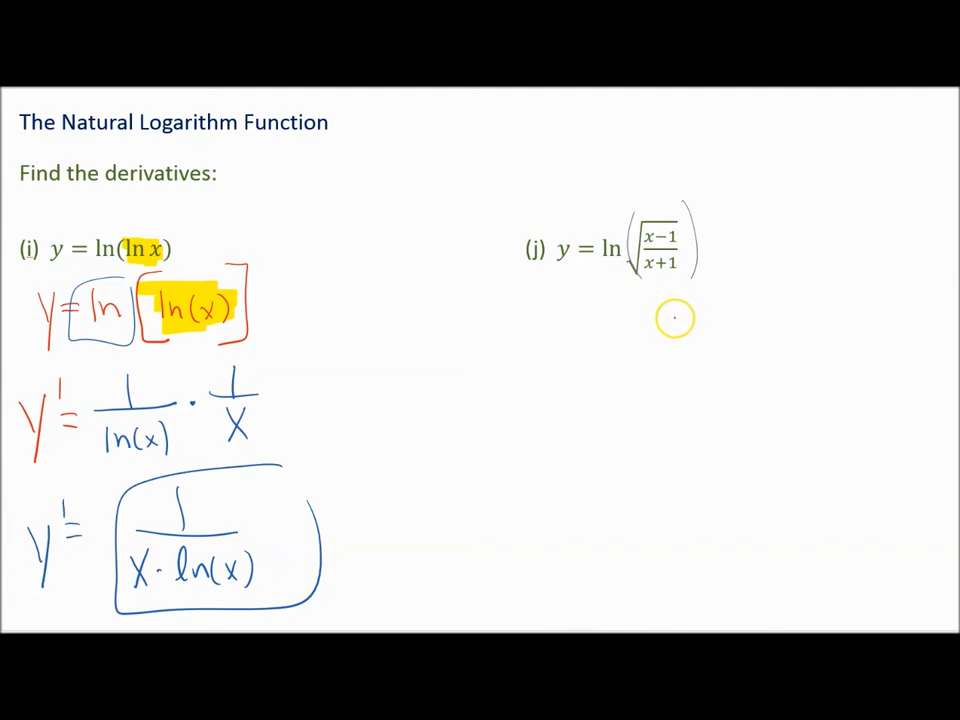 The Natural Logarithm Function
Find the derivatives:
(i) y = ln(ln x)
y = ln [ln(x)]
y' = 1/ln(x) · 1/x
y' = 1/(x · ln(x))
(j) y = ln(√((x−1)/(x+1)))